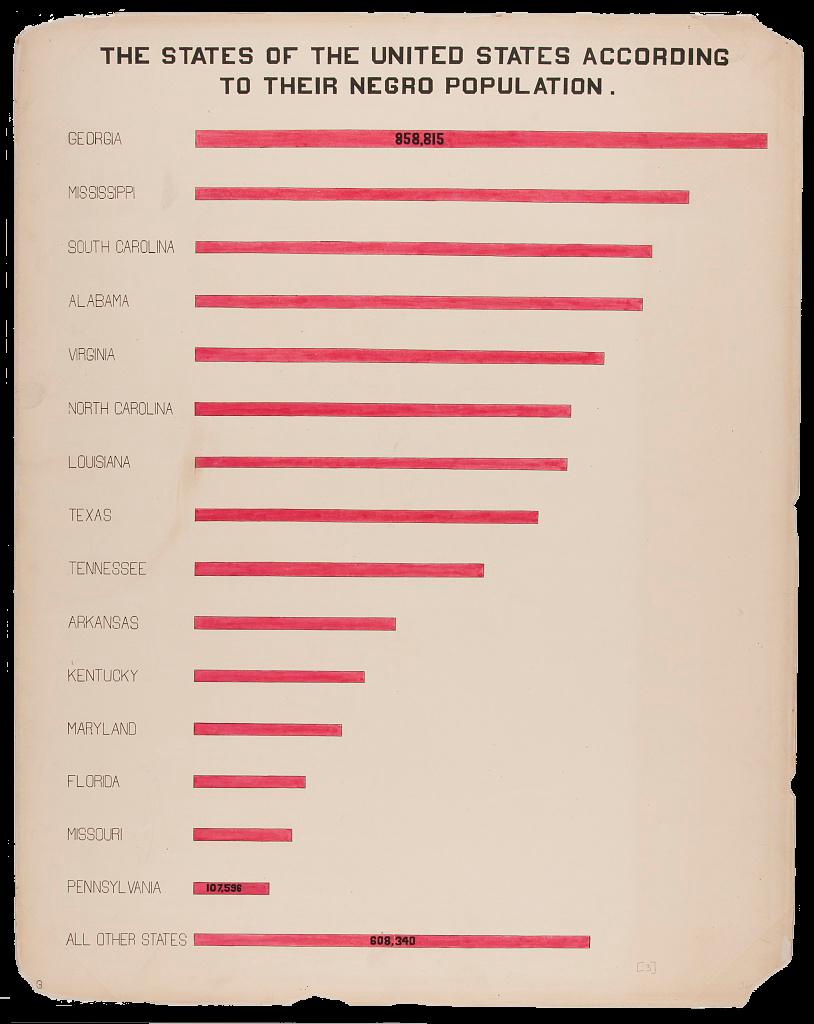 THE STATES OF THE UNITED STATES ACCORDING
TO THEIR NEGRO POPULATION.
GEORGIA 858,815
MISSISSIPPI
SOUTH CAROLINA
ALABAMA
VIRGINIA
NORTH CAROLINA
LOUISIANA
TEXAS
TENNESSEE
ARKANSAS
KENTUCKY
MARYLAND
FLORIDA
MISSOURI
PENNSYLVANIA 107,596
ALL OTHER STATES 608,340
[3]